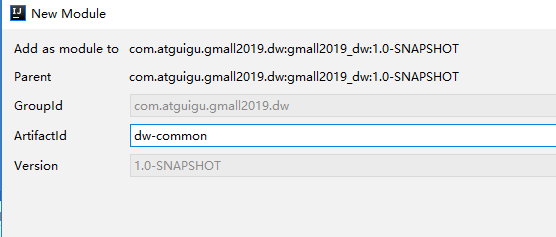 New Module
Add as module to com.atguigu.gmall2019.dw:gmall2019_dw:1.0-SNAPSHOT
Parent com.atguigu.gmall2019.dw:gmall2019_dw:1.0-SNAPSHOT
GroupId com.atguigu.gmall2019.dw
ArtifactId dw-common
Version 1.0-SNAPSHOT